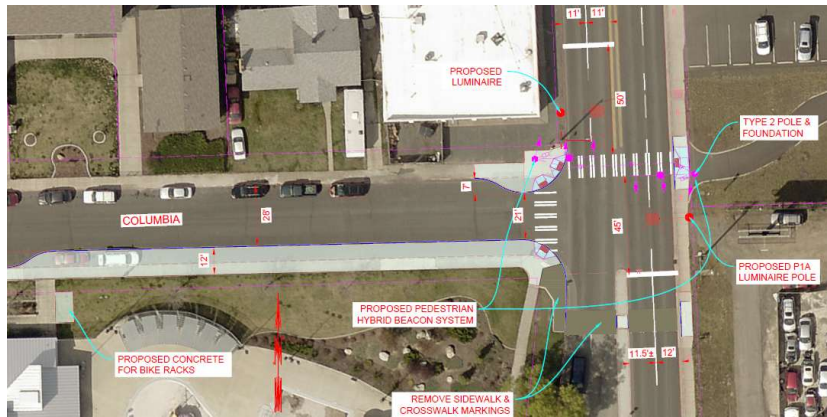 11'
11'
PROPOSED
LUMINAIRE
50'
TYPE 2 POLE &
FOUNDATION
7'
COLUMBIA
28'
21'
12'
45'
PROPOSED PEDESTRIAN
HYBRID BEACON SYSTEM
PROPOSED P1A
LUMINAIRE POLE
PROPOSED CONCRETE
FOR BIKE RACKS
11.5'±
12'
REMOVE SIDEWALK &
CROSSWALK MARKINGS